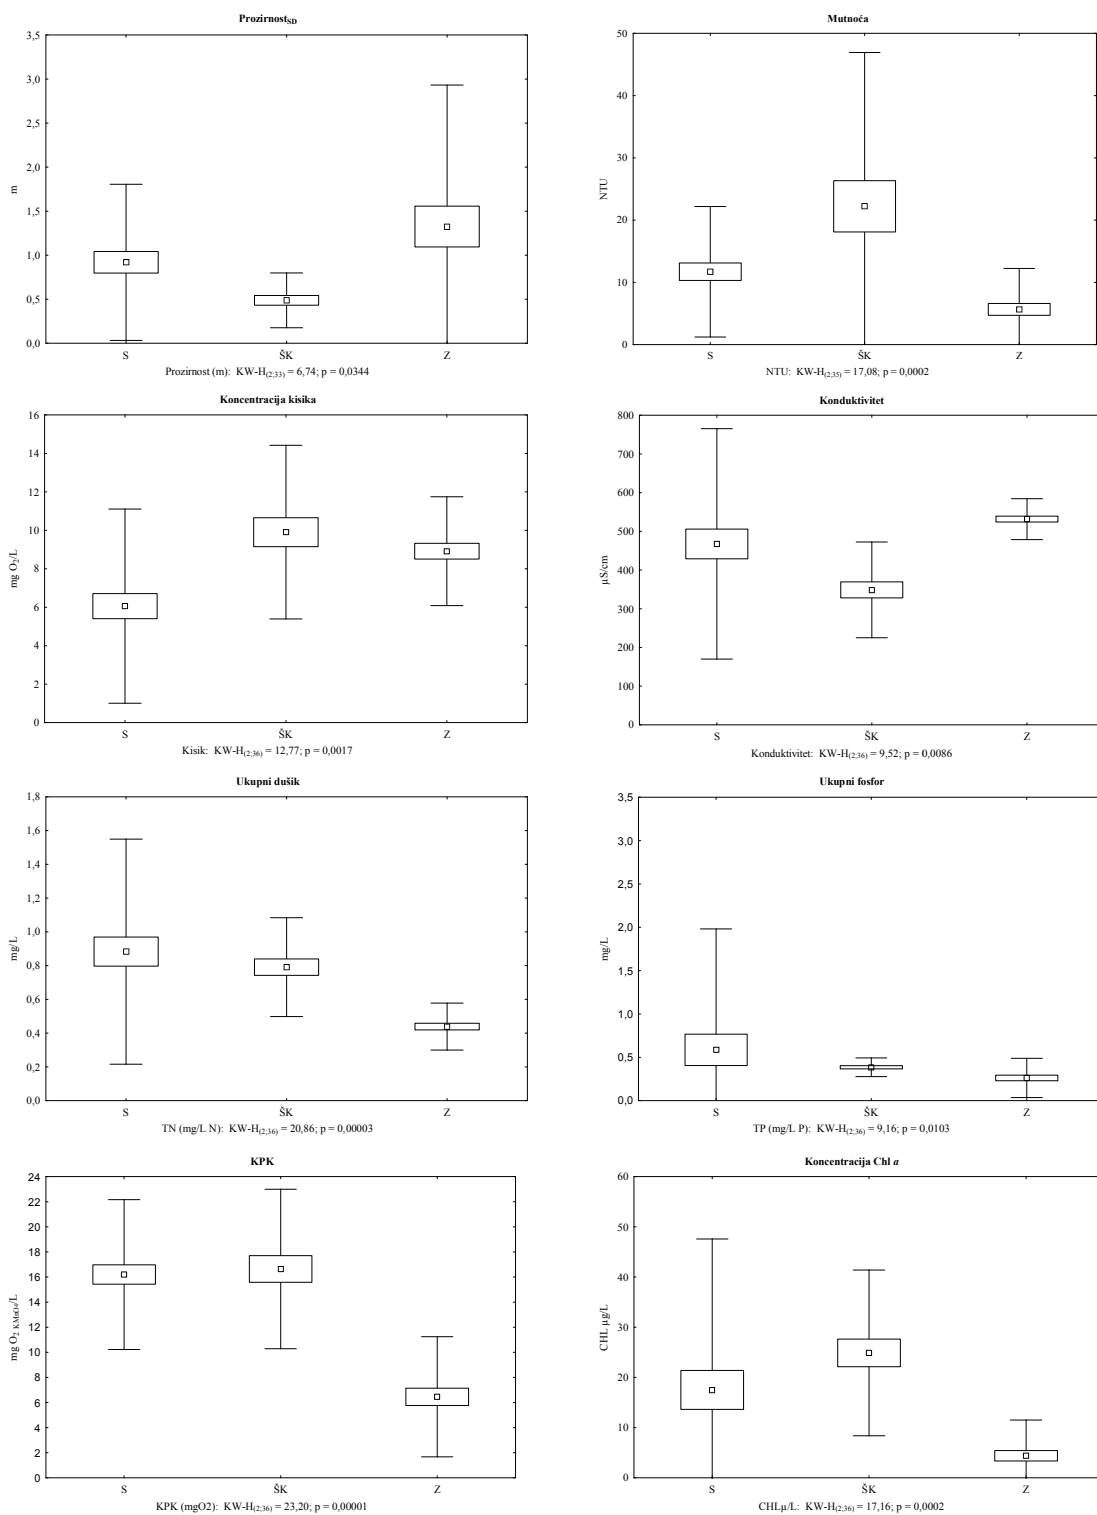 Prozirnost_SD
3,5
3,0
2,5
2,0
1,5
1,0
0,5
0,0
m
S ŠK Z
Prozirnost (m): KW-H(2;33) = 6,74; p = 0,0344
Mutnoća
50
40
30
20
10
0
NTU
S ŠK Z
NTU: KW-H(2;35) = 17,08; p = 0,0002
Koncentracija kisika
16
14
12
10
8
6
4
2
0
mg O2/L
S ŠK Z
Kisik: KW-H(2;36) = 12,77; p = 0,0017
Konduktivitet
800
700
600
500
400
300
200
100
0
µS/cm
S ŠK Z
Konduktivitet: KW-H(2;36) = 9,52; p = 0,0086
Ukupni dušik
1,8
1,6
1,4
1,2
1,0
0,8
0,6
0,4
0,2
0,0
mg/L
S ŠK Z
TN (mg/L N): KW-H(2;36) = 20,86; p = 0,00003
Ukupni fosfor
3,5
3,0
2,5
2,0
1,5
1,0
0,5
0,0
mg/L
S ŠK Z
TP (mg/L P): KW-H(2;36) = 9,16; p = 0,0103
KPK
24
22
20
18
16
14
12
10
8
6
4
2
0
mg O2 KMnO4/L
S ŠK Z
KPK (mgO2): KW-H(2;36) = 23,20; p = 0,00001
Koncentracija Chl a
60
50
40
30
20
10
0
CHL µg/L
S ŠK Z
CHLµ/L: KW-H(2;36) = 17,16; p = 0,0002